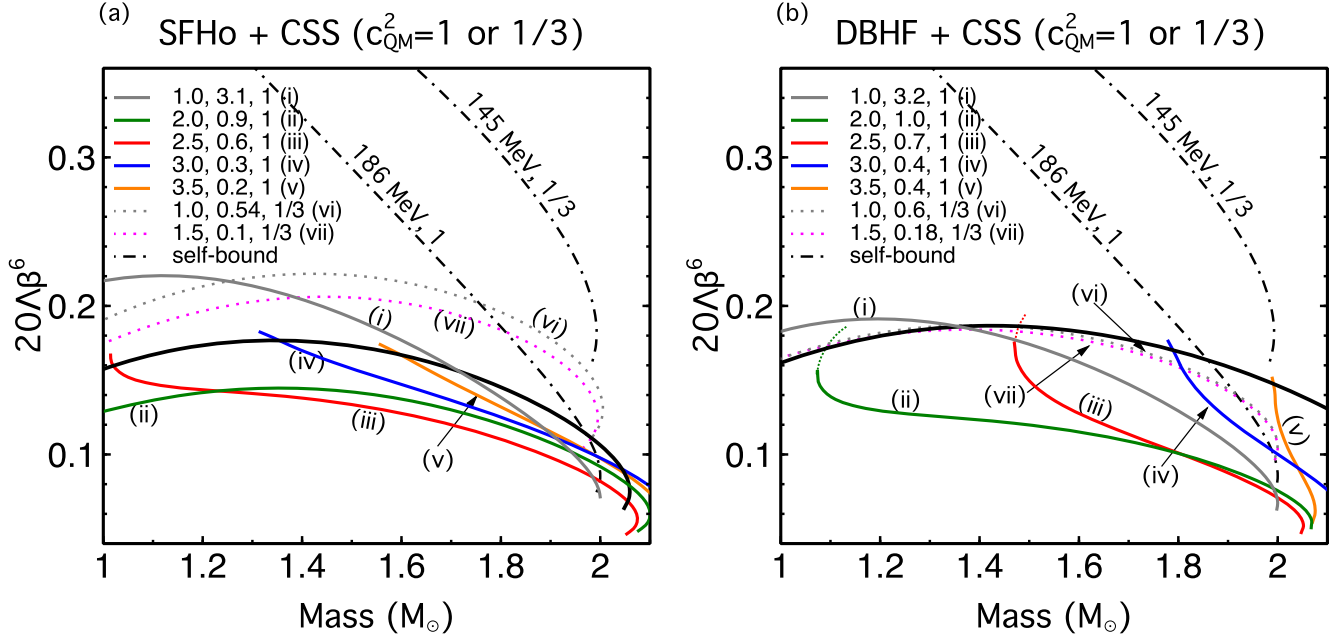 (a)
SFHo + CSS (c²QM=1 or 1/3)
1.0, 3.1, 1 (i)
2.0, 0.9, 1 (ii)
2.5, 0.6, 1 (iii)
3.0, 0.3, 1 (iv)
3.5, 0.2, 1 (v)
1.0, 0.54, 1/3 (vi)
1.5, 0.1, 1/3 (vii)
self-bound
186 MeV, 1
145 MeV, 1/3
(i)
(ii)
(iii)
(iv)
(v)
(vi)
(vii)
0.3
0.2
0.1
20Λβ⁶
1
1.2
1.4
1.6
1.8
2
Mass (M⊙)
(b)
DBHF + CSS (c²QM=1 or 1/3)
1.0, 3.2, 1 (i)
2.0, 1.0, 1 (ii)
2.5, 0.7, 1 (iii)
3.0, 0.4, 1 (iv)
3.5, 0.4, 1 (v)
1.0, 0.6, 1/3 (vi)
1.5, 0.18, 1/3 (vii)
self-bound
186 MeV, 1
145 MeV, 1/3
(i)
(ii)
(iii)
(iv)
(v)
(vi)
(vii)
0.3
0.2
0.1
20Λβ⁶
1
1.2
1.4
1.6
1.8
2
Mass (M⊙)